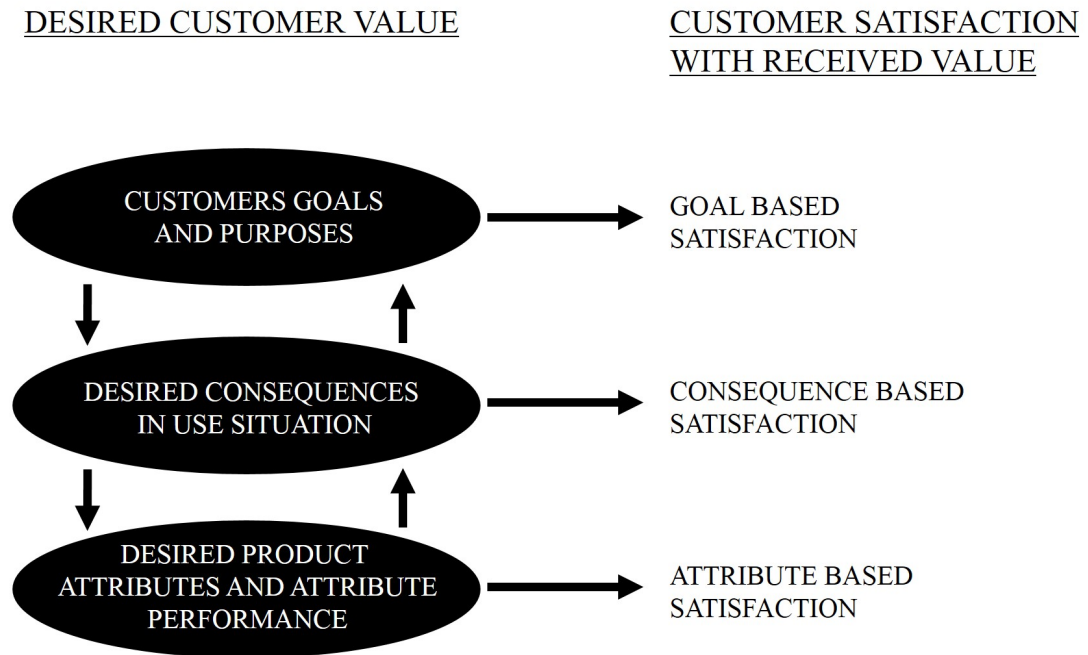 DESIRED CUSTOMER VALUE
CUSTOMER SATISFACTION
WITH RECEIVED VALUE
CUSTOMERS GOALS
AND PURPOSES
GOAL BASED
SATISFACTION
DESIRED CONSEQUENCES
IN USE SITUATION
CONSEQUENCE BASED
SATISFACTION
DESIRED PRODUCT
ATTRIBUTES AND ATTRIBUTE
PERFORMANCE
ATTRIBUTE BASED
SATISFACTION